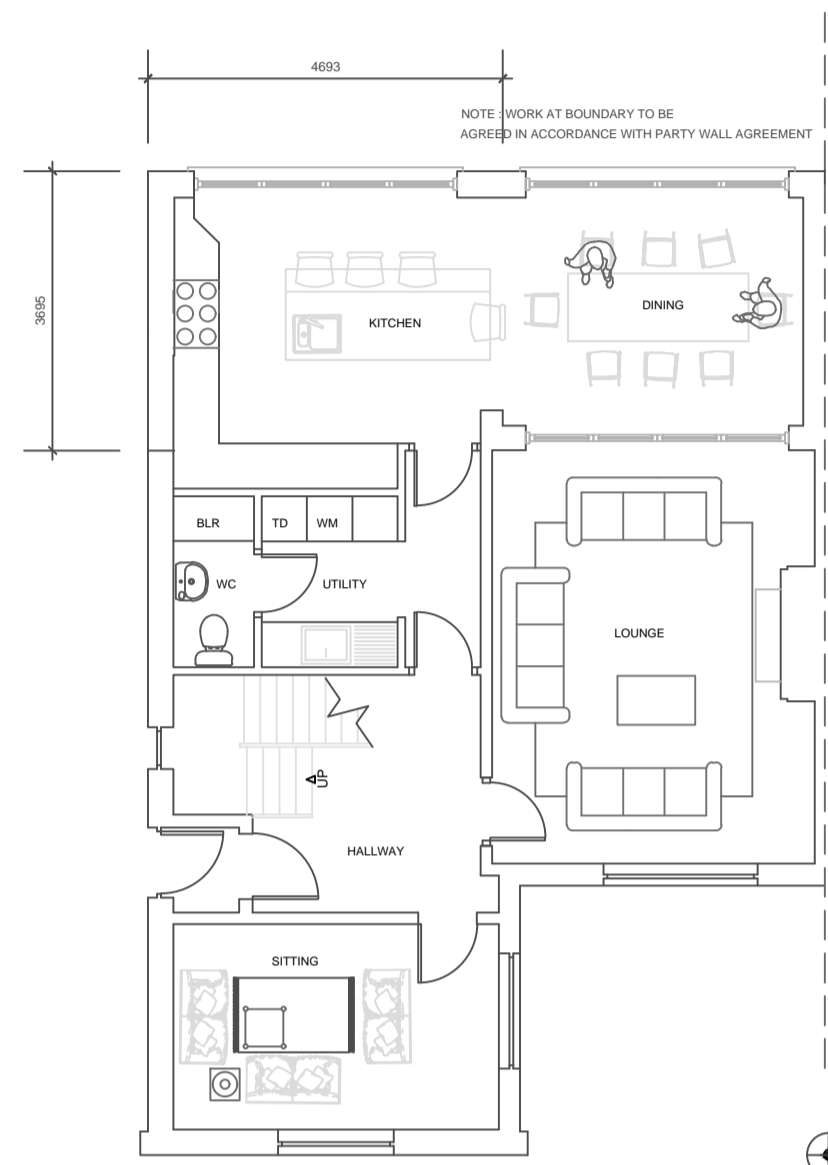 4693
NOTE : WORK AT BOUNDARY TO BE
AGREED IN ACCORDANCE WITH PARTY WALL AGREEMENT
3695
KITCHEN
DINING
BLR
TD
WM
WC
UTILITY
LOUNGE
UP
HALLWAY
SITTING